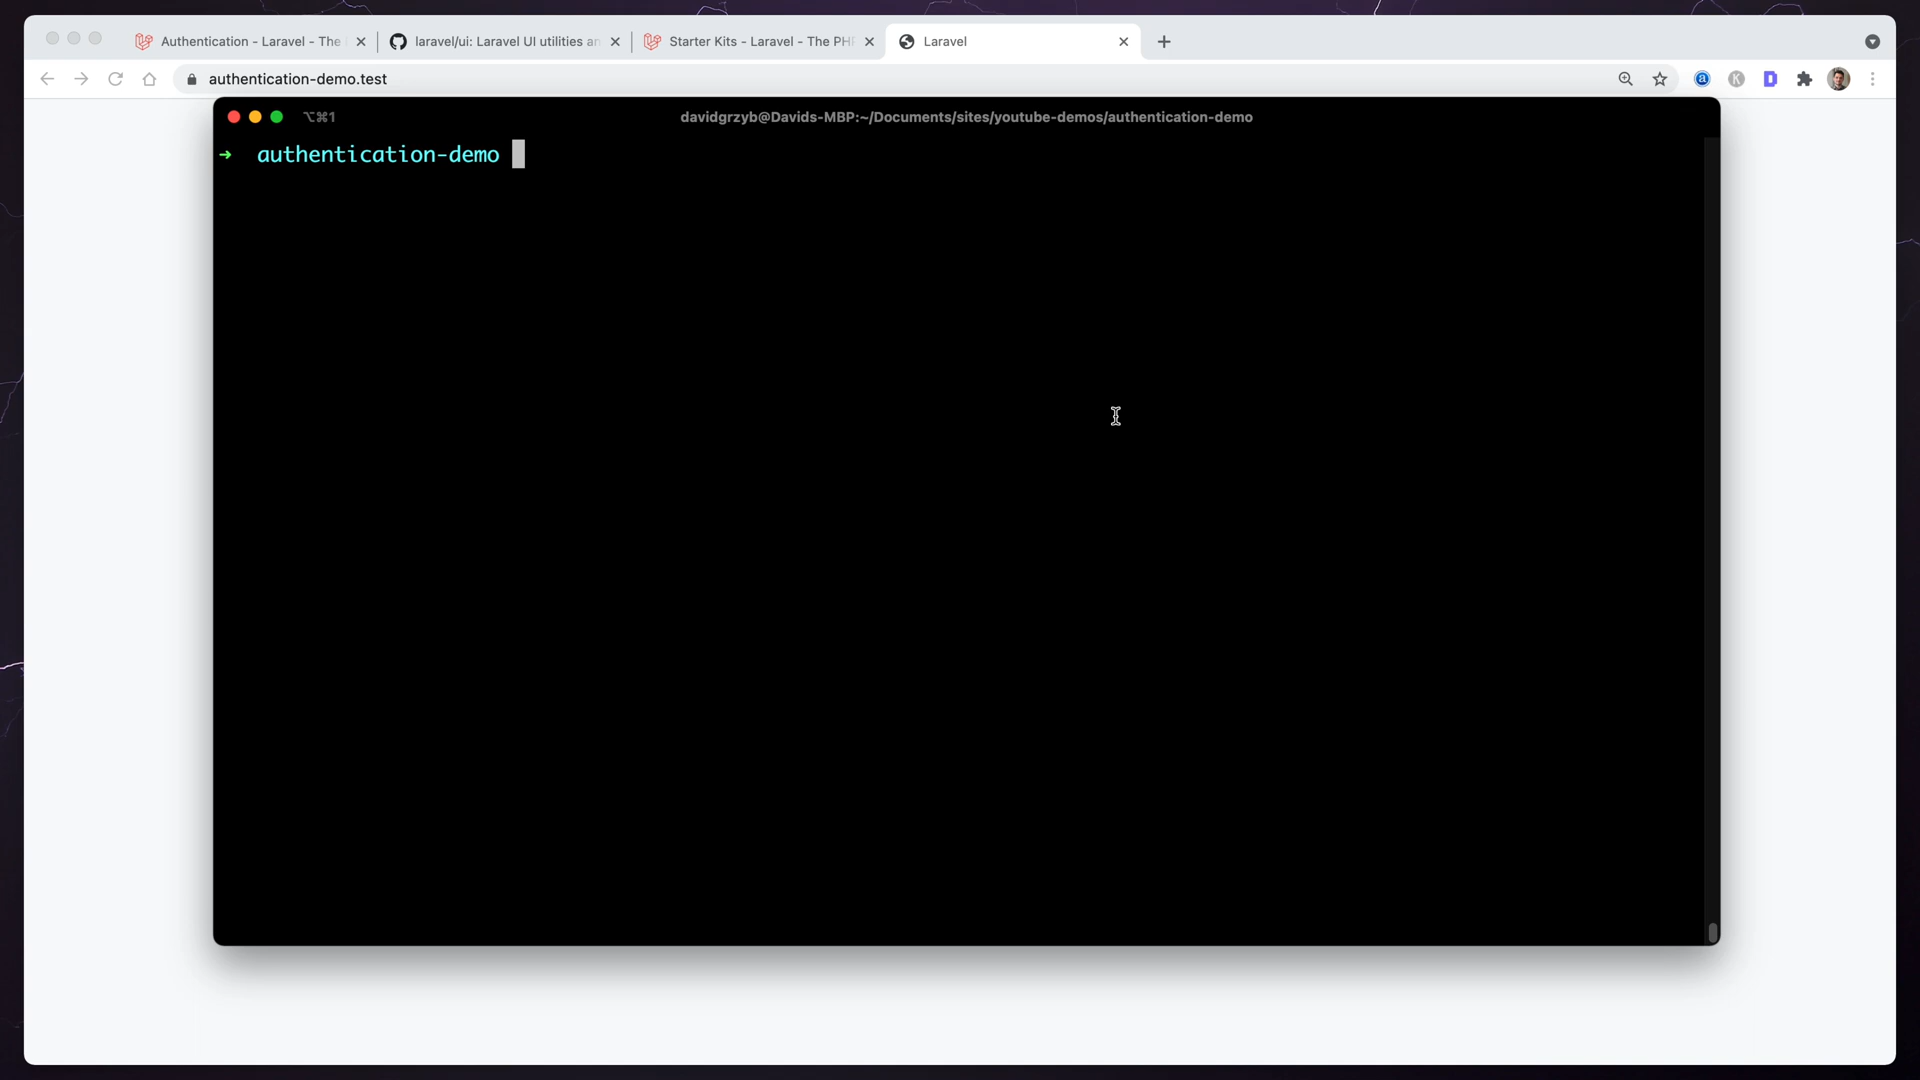 Authentication - Laravel - The
laravel/ui: Laravel UI utilities an
Starter Kits - Laravel - The PHP
Laravel
authentication-demo.test
⌥⌘1
davidgrzyb@Davids-MBP:~/Documents/sites/youtube-demos/authentication-demo
➜ authentication-demo